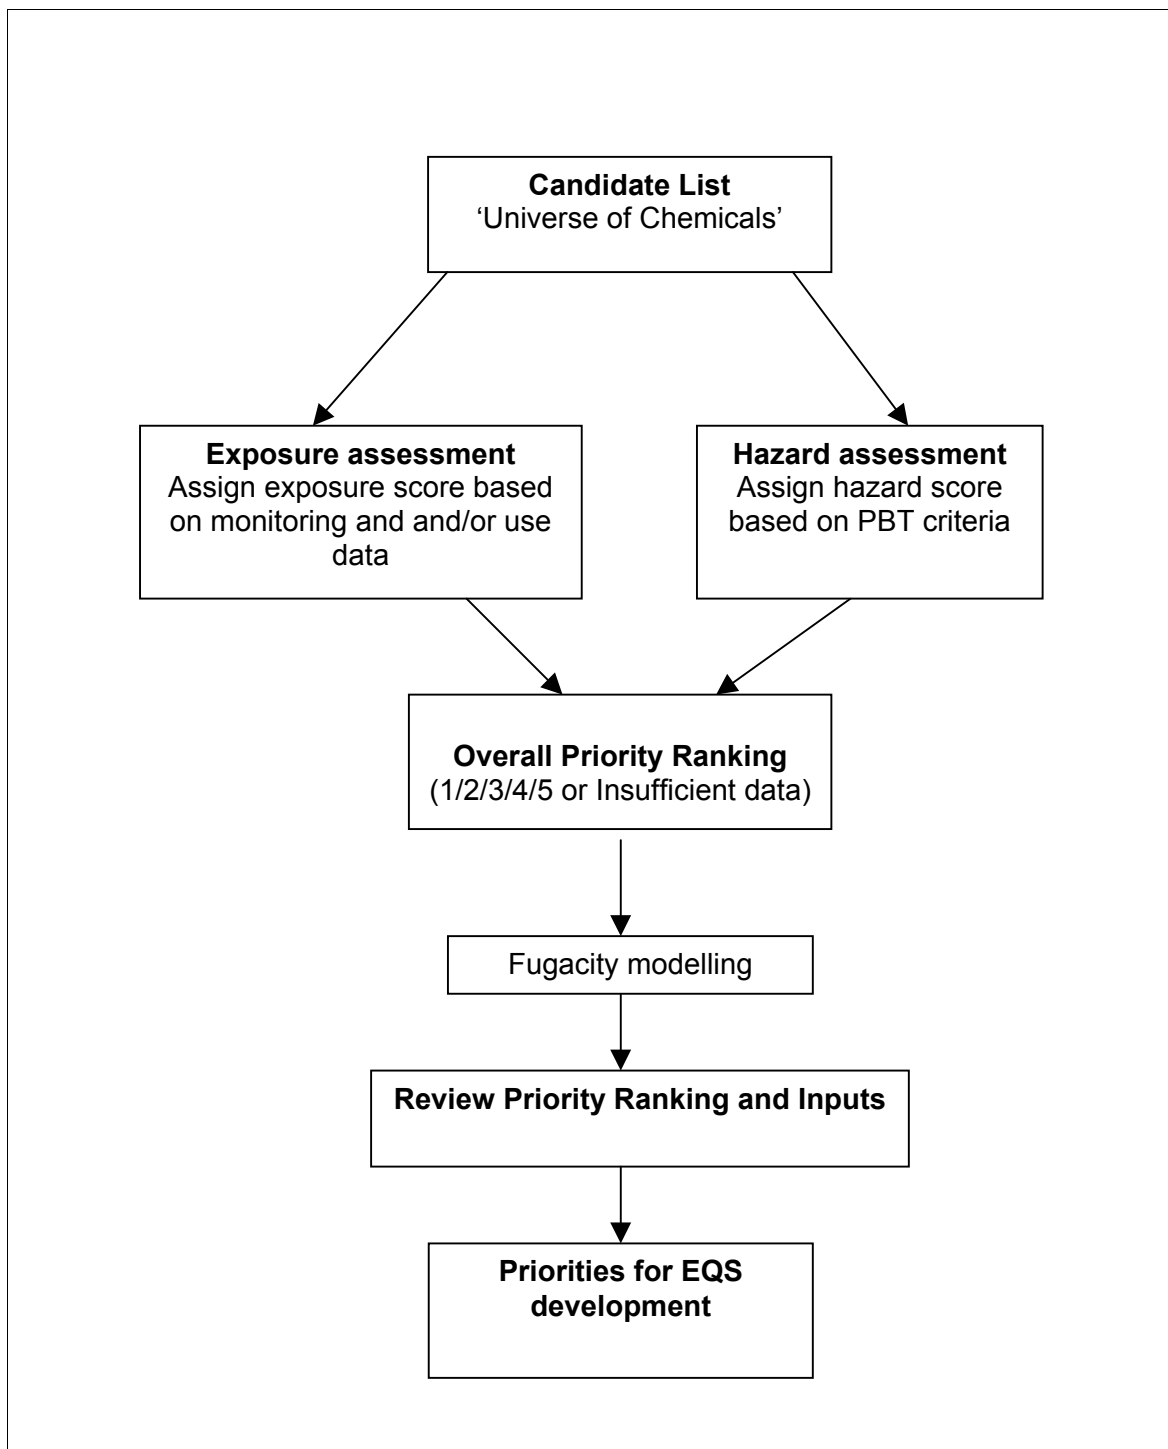 Candidate List
‘Universe of Chemicals’
Exposure assessment
Assign exposure score based
on monitoring and and/or use
data
Hazard assessment
Assign hazard score
based on PBT criteria
Overall Priority Ranking
(1/2/3/4/5 or Insufficient data)
Fugacity modelling
Review Priority Ranking and Inputs
Priorities for EQS
development